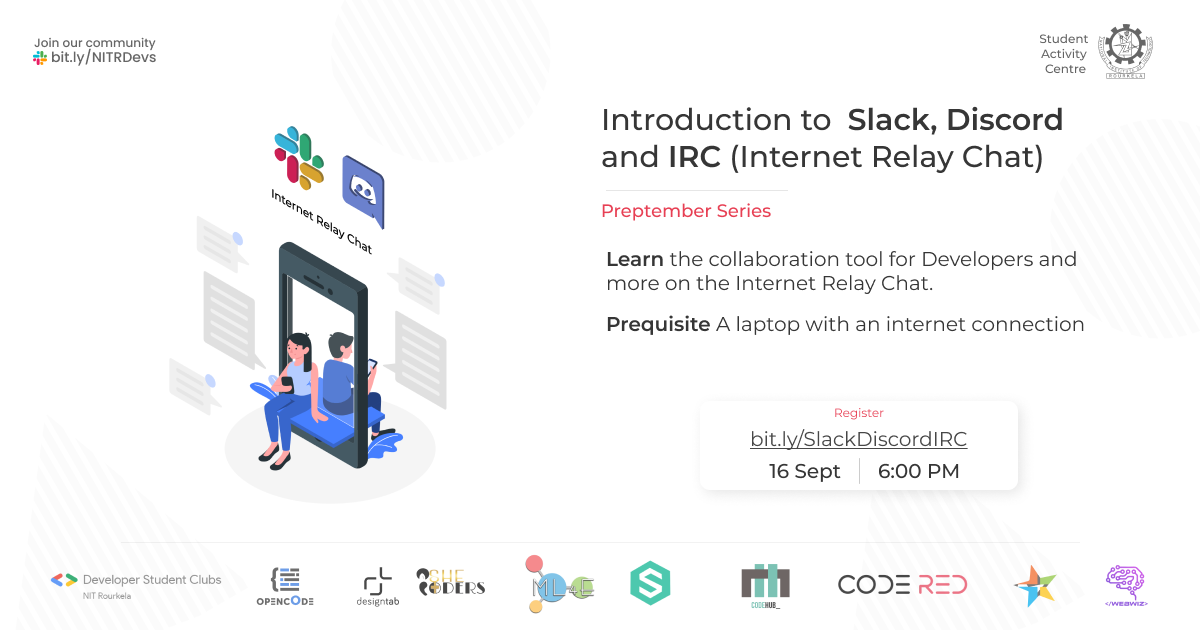 Join our community
bit.ly/NITRDevs
Student
Activity
Centre
ROURKELA
Introduction to Slack, Discord
and IRC (Internet Relay Chat)
Preptember Series
Learn the collaboration tool for Developers and
more on the Internet Relay Chat.
Prequisite A laptop with an internet connection
Internet Relay Chat
Register
bit.ly/SlackDiscordIRC
16 Sept
6:00 PM
Developer Student Clubs
NIT Rourkela
OPENCODE
designtab
SHE
CODERS
ML4E
S
CODEHUB_
CODE RED
</WEBWIZ>